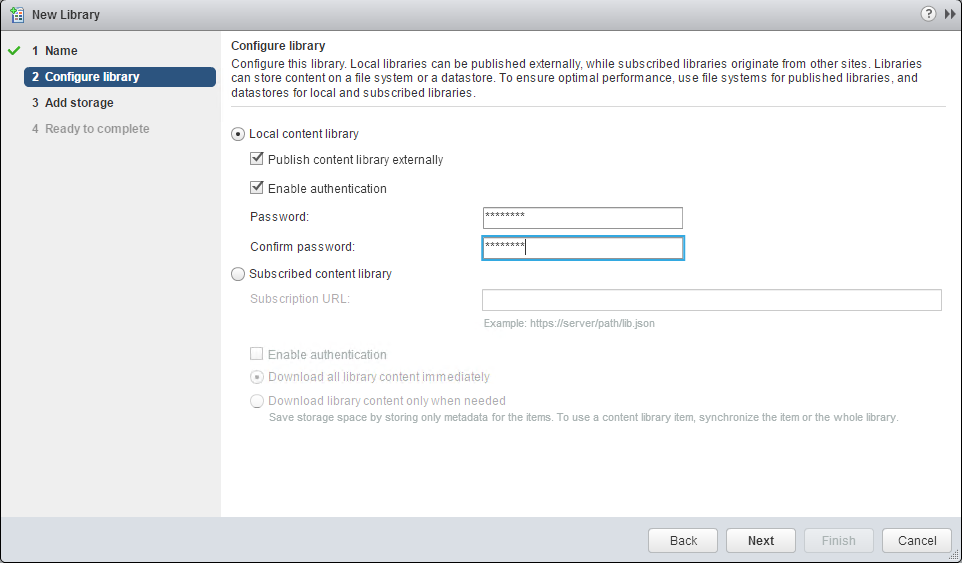 New Library
?
1 Name
2 Configure library
3 Add storage
4 Ready to complete
Configure library
Configure this library. Local libraries can be published externally, while subscribed libraries originate from other sites. Libraries
can store content on a file system or a datastore. To ensure optimal performance, use file systems for published libraries, and
datastores for local and subscribed libraries.
Local content library
Publish content library externally
Enable authentication
Password: ********
Confirm password: ********
Subscribed content library
Subscription URL:
Example: https://server/path/lib.json
Enable authentication
Download all library content immediately
Download library content only when needed
Save storage space by storing only metadata for the items. To use a content library item, synchronize the item or the whole library.
Back Next Finish Cancel